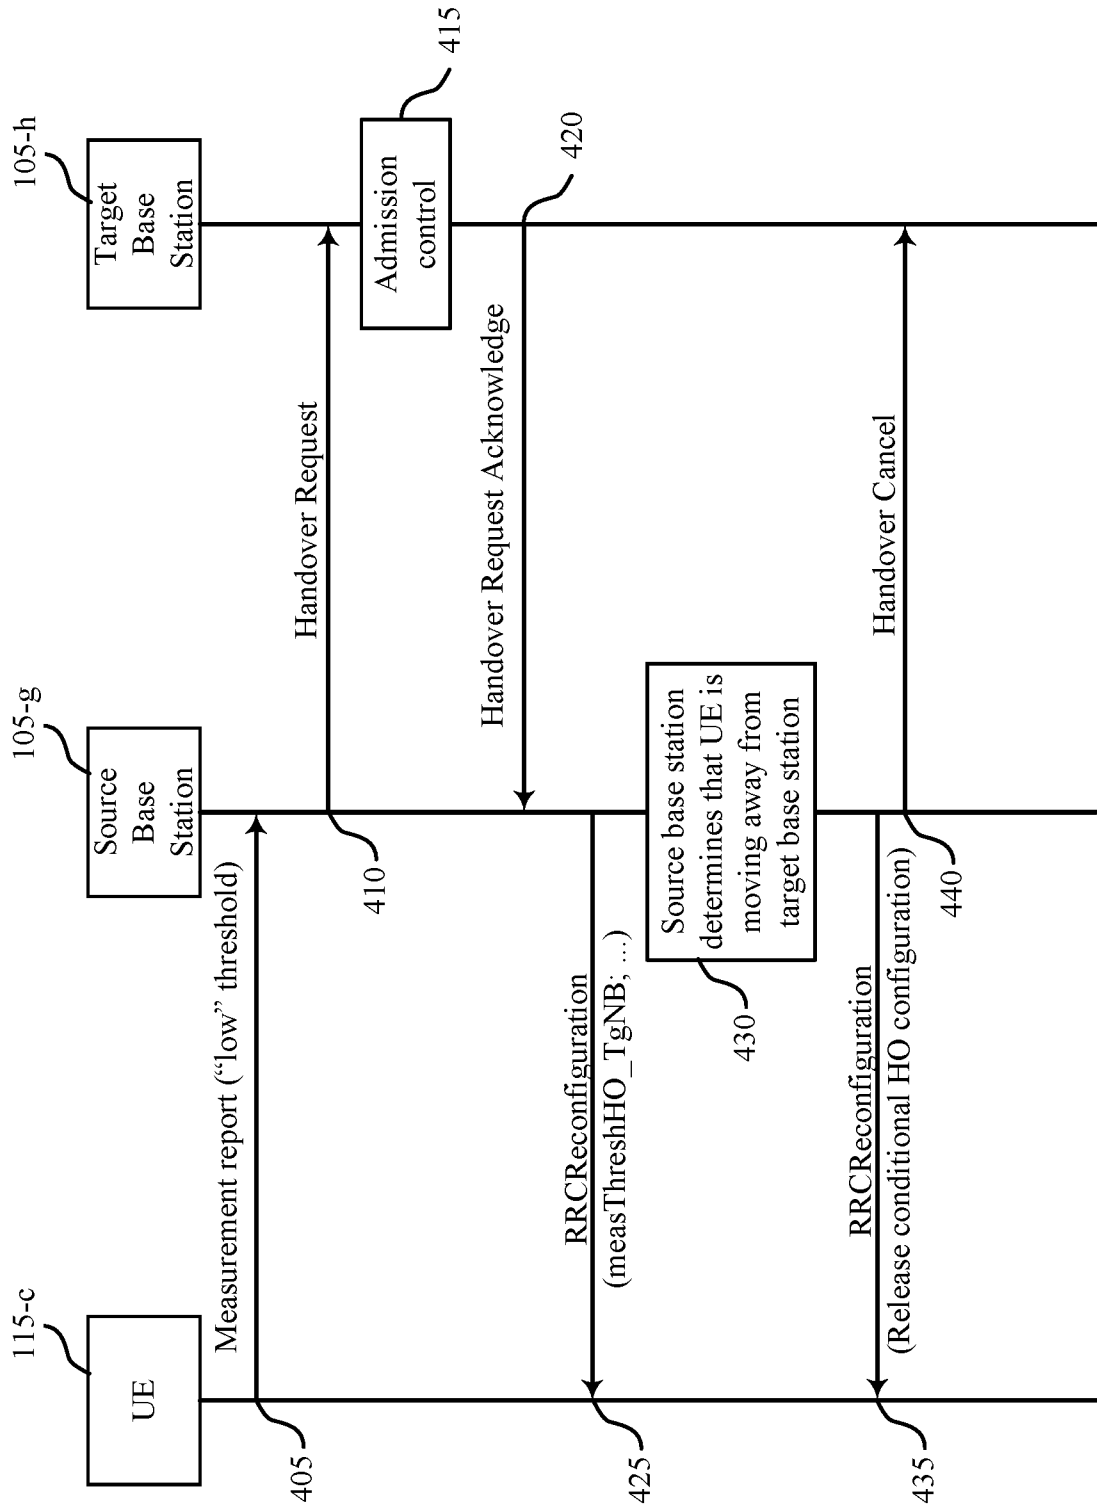 115-c
UE
105-g
Source
Base
Station
105-h
Target
Base
Station
Measurement report (“low” threshold)
405
Handover Request
410
Admission
control
415
Handover Request Acknowledge
420
RRCReconfiguration
(measThreshHO_TgNB; ...)
425
Source base station
determines that UE is
moving away from
target base station
430
RRCReconfiguration
(Release conditional HO configuration)
435
Handover Cancel
440